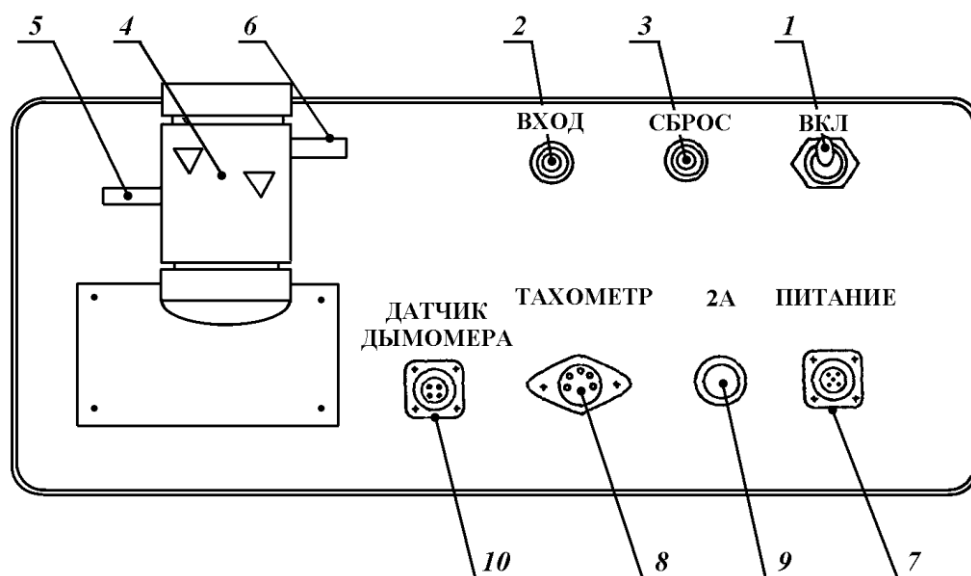 5 4 6 2 3 1
ВХОД СБРОС ВКЛ
ТАХОМЕТР 2А ПИТАНИЕ
ДАТЧИК
ДЫМОМЕРА
10 8 9 7